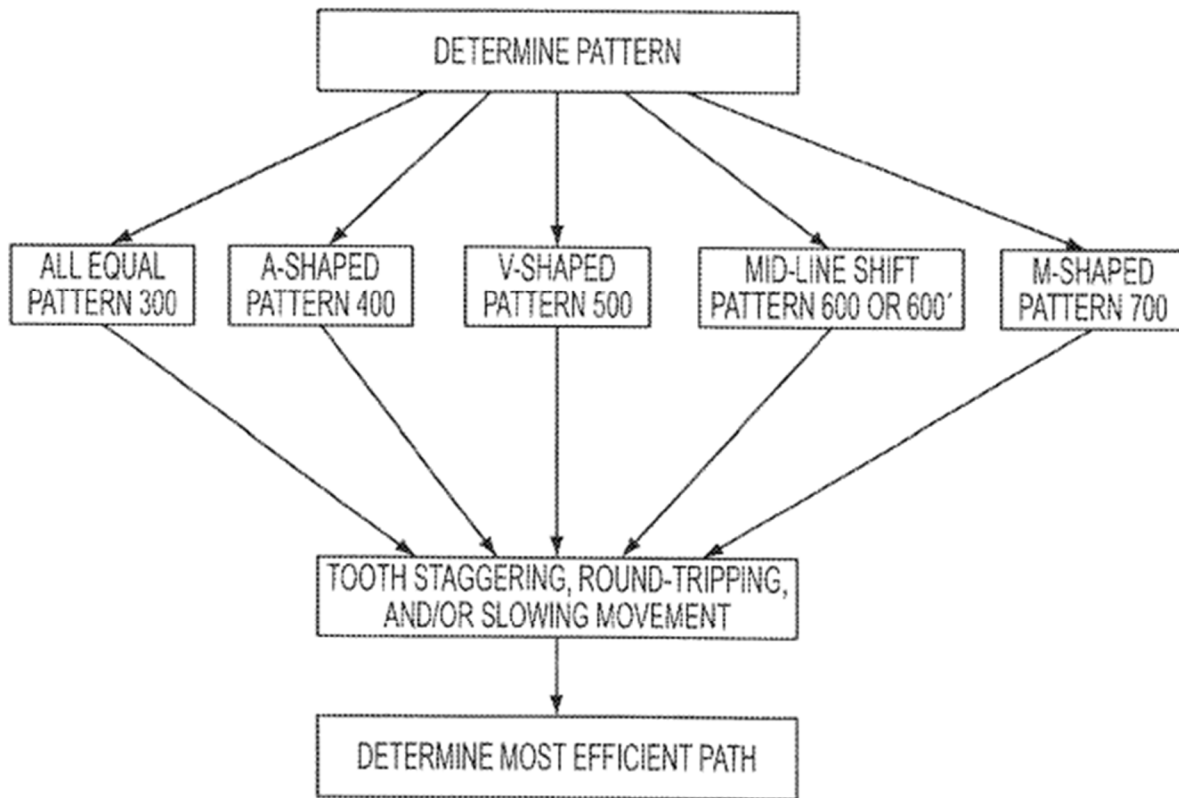 DETERMINE PATTERN
ALL EQUAL
PATTERN 300
A-SHAPED
PATTERN 400
V-SHAPED
PATTERN 500
MID-LINE SHIFT
PATTERN 600 OR 600´
M-SHAPED
PATTERN 700
TOOTH STAGGERING, ROUND-TRIPPING,
AND/OR SLOWING MOVEMENT
DETERMINE MOST EFFICIENT PATH